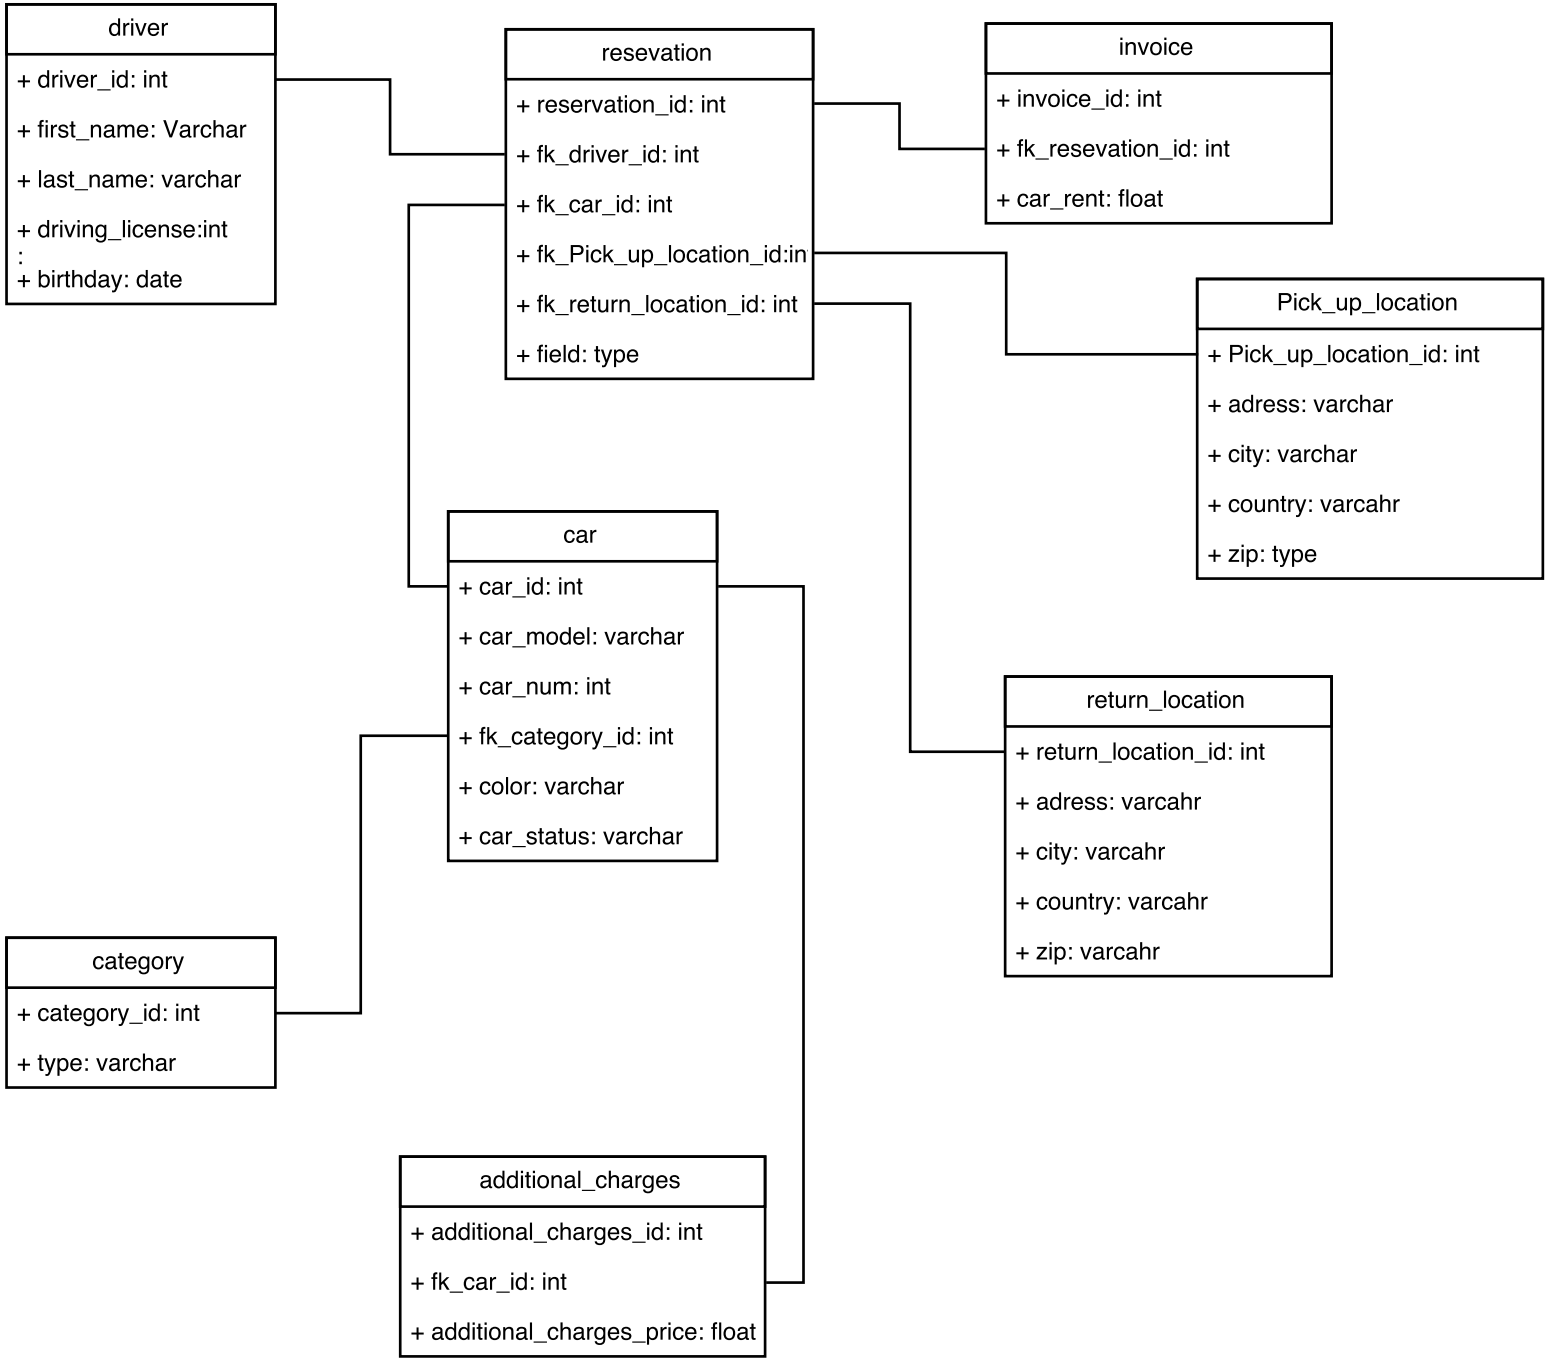 driver
+ driver_id: int
+ first_name: Varchar
+ last_name: varchar
+ driving_license:int
:
+ birthday: date
resevation
+ reservation_id: int
+ fk_driver_id: int
+ fk_car_id: int
+ fk_Pick_up_location_id:in
+ fk_return_location_id: int
+ field: type
invoice
+ invoice_id: int
+ fk_resevation_id: int
+ car_rent: float
Pick_up_location
+ Pick_up_location_id: int
+ adress: varchar
+ city: varchar
+ country: varcahr
+ zip: type
car
+ car_id: int
+ car_model: varchar
+ car_num: int
+ fk_category_id: int
+ color: varchar
+ car_status: varchar
return_location
+ return_location_id: int
+ adress: varcahr
+ city: varcahr
+ country: varcahr
+ zip: varcahr
category
+ category_id: int
+ type: varchar
additional_charges
+ additional_charges_id: int
+ fk_car_id: int
+ additional_charges_price: float